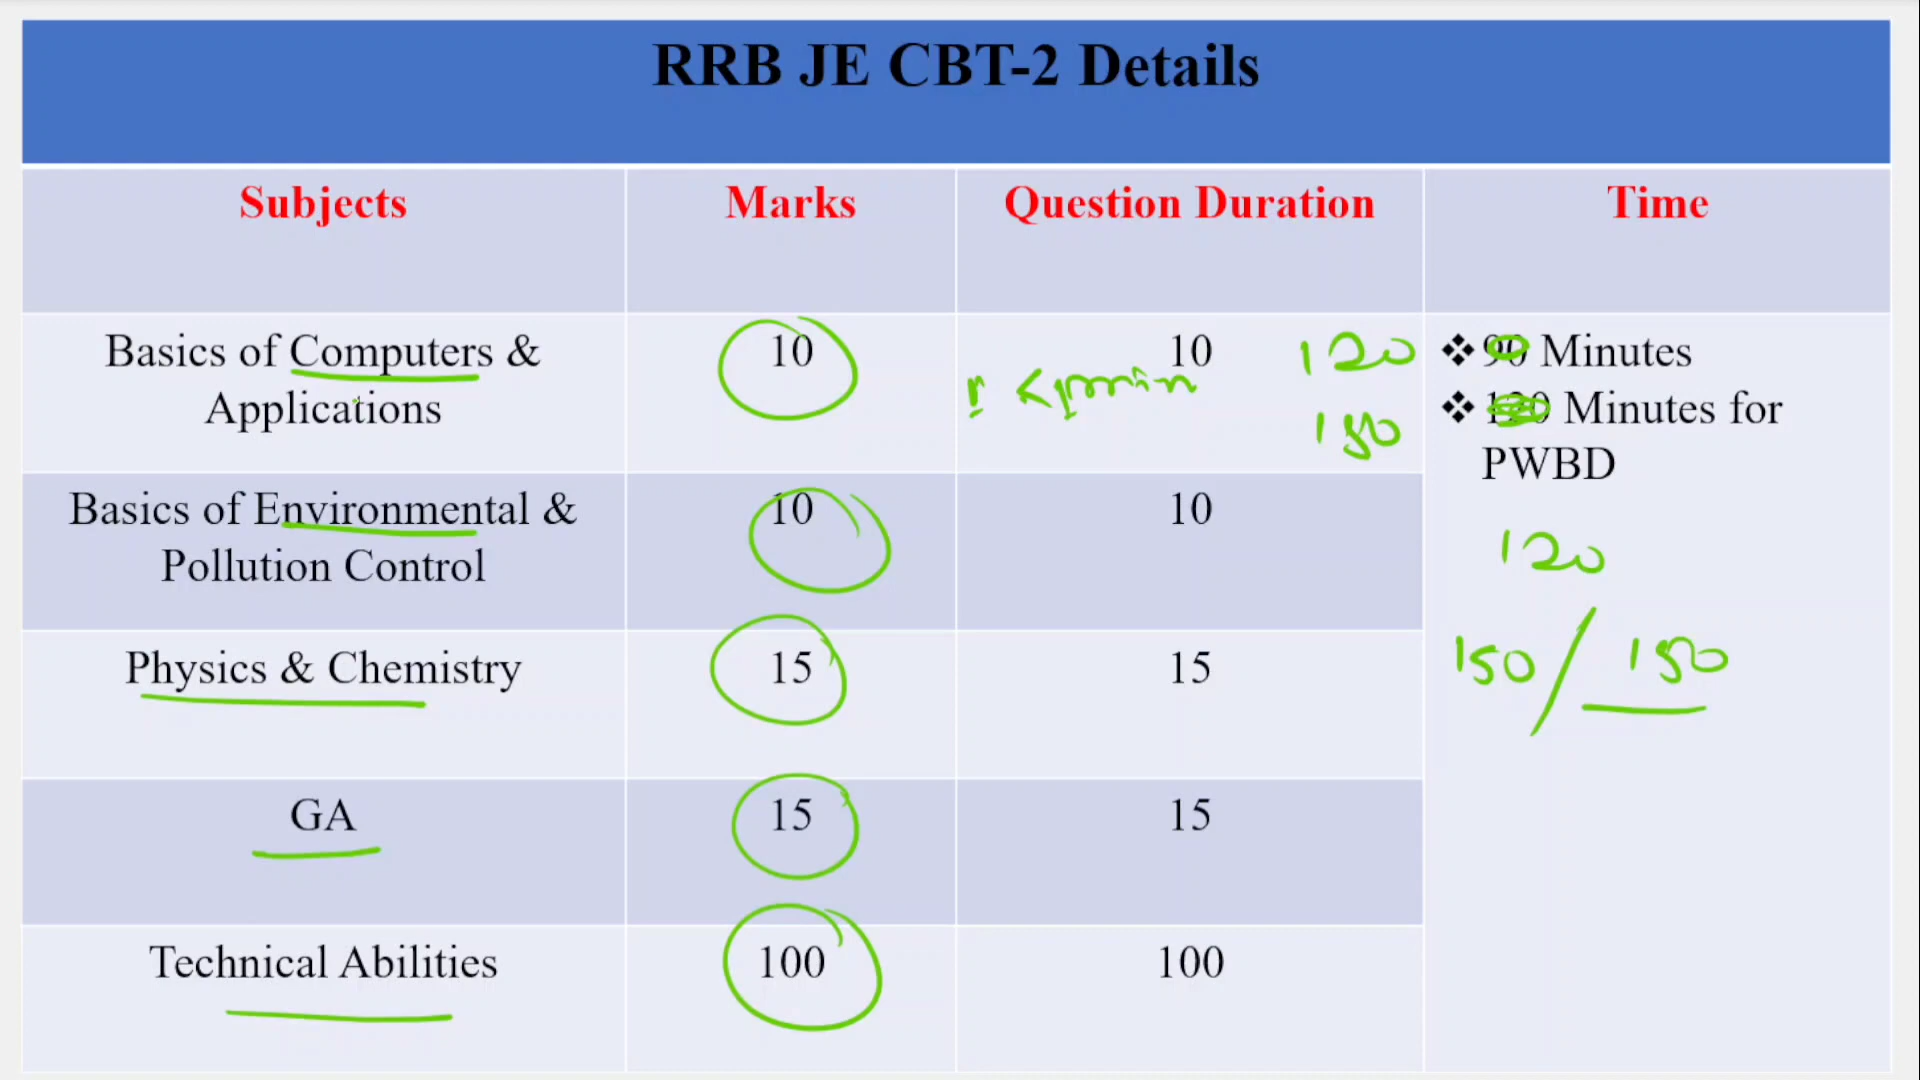 RRB JE CBT-2 Details
Subjects
Marks
Question Duration
Time
Basics of Computers &
Applications
10
10
120
150
❖90 Minutes
❖120 Minutes for
PWBD
Basics of Environmental &
Pollution Control
10
10
120
Physics & Chemistry
15
15
150 / 150
GA
15
15
Technical Abilities
100
100